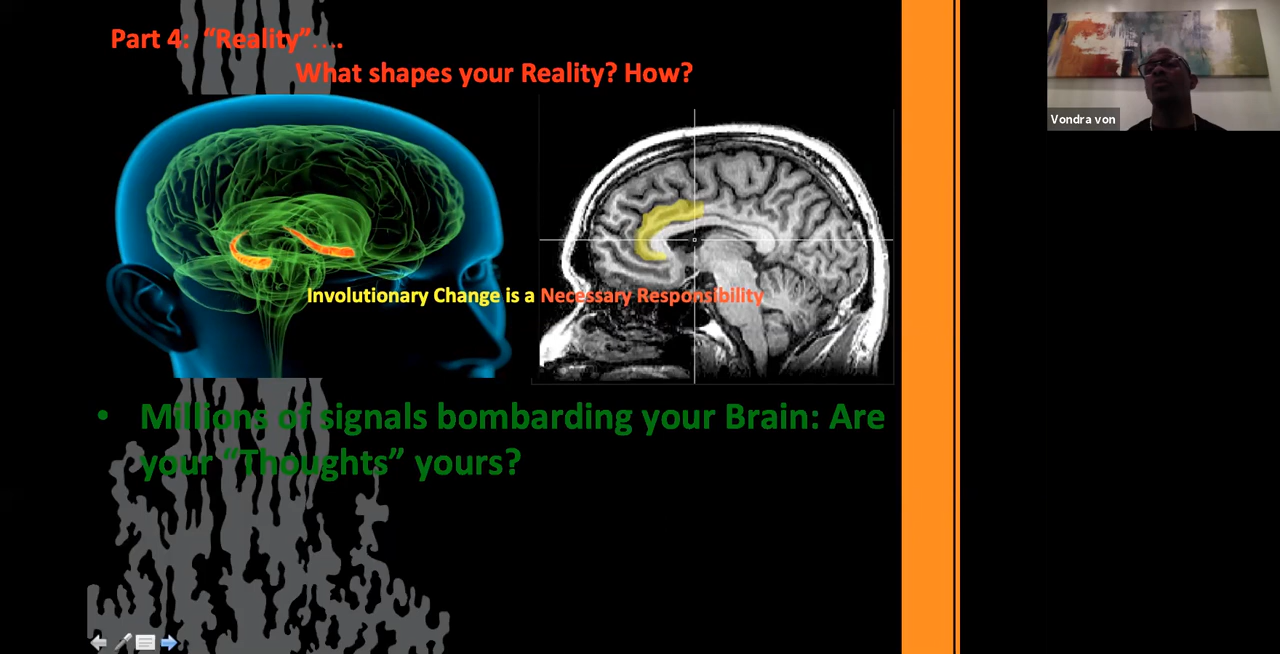 Part 4:  “Reality”….
What shapes your Reality? How?
Vondra von
Involutionary Change is a Necessary Responsibility
• Millions of signals bombarding your Brain: Are
your “Thoughts” yours?